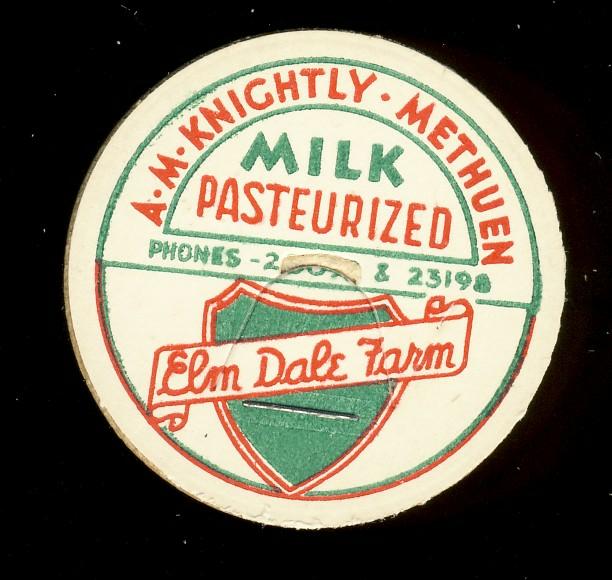 A·M·KNIGHTLY·METHUEN
MILK
PASTEURIZED
PHONES - & 23198
Elm Dale Farm